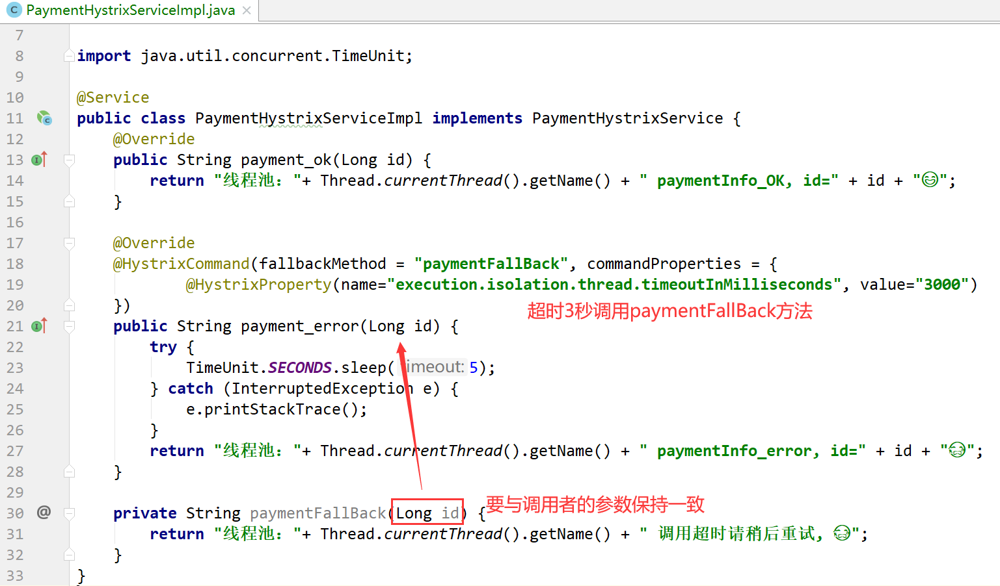 PaymentHystrixServiceImpl.java
7
8 import java.util.concurrent.TimeUnit;
9
10 @Service
11 public class PaymentHystrixServiceImpl implements PaymentHystrixService {
12 @Override
13 public String payment_ok(Long id) {
14 return "线程池："+ Thread.currentThread().getName() + " paymentInfo_OK, id=" + id + "😄";
15 }
16
17 @Override
18 @HystrixCommand(fallbackMethod = "paymentFallBack", commandProperties = {
19 @HystrixProperty(name="execution.isolation.thread.timeoutInMilliseconds", value="3000")
20 })
超时3秒调用paymentFallBack方法
21 public String payment_error(Long id) {
22 try {
23 TimeUnit.SECONDS.sleep( imeout: 5);
24 } catch (InterruptedException e) {
25 e.printStackTrace();
26 }
27 return "线程池："+ Thread.currentThread().getName() + " paymentInfo_error, id=" + id + "😂";
28 }
29
30 private String paymentFallBack(Long id) {
要与调用者的参数保持一致
31 return "线程池："+ Thread.currentThread().getName() + " 调用超时请稍后重试, 😂";
32 }
33 }